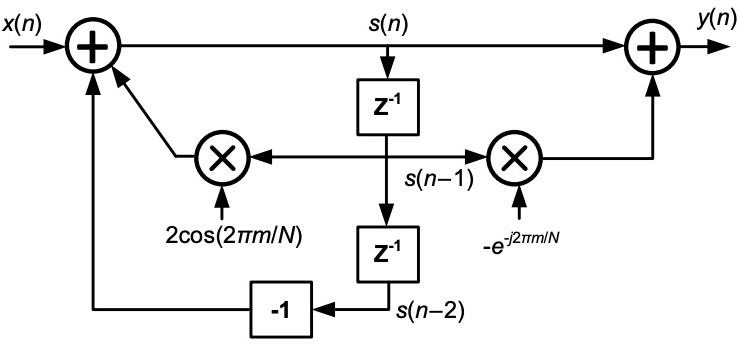 x(n) s(n) y(n)
+ +
z⁻¹
× ×
s(n–1)
2cos(2πm/N) -e^-j2πm/N
z⁻¹
-1 s(n–2)